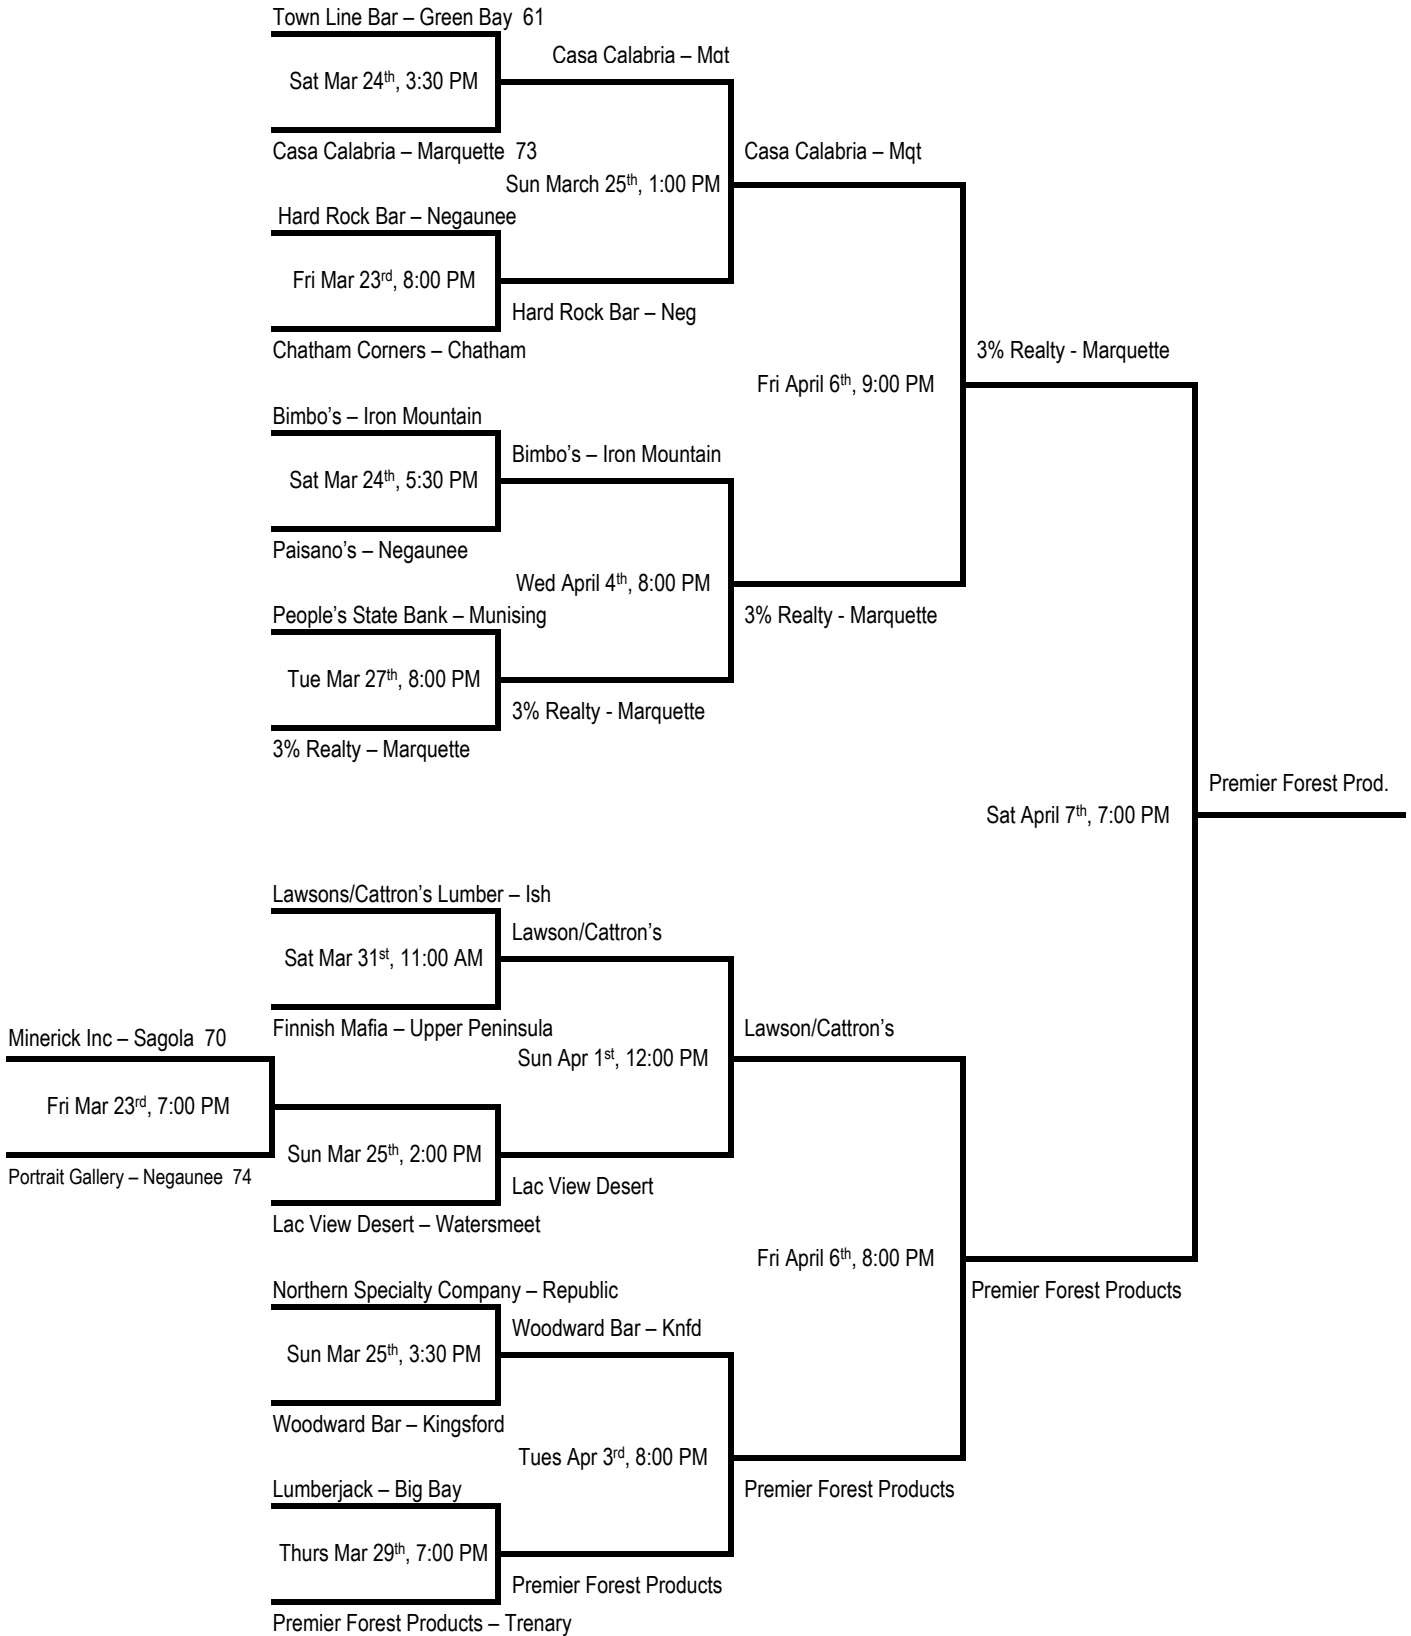 Town Line Bar – Green Bay  61
Casa Calabria – Mqt
Sat Mar 24th, 3:30 PM
Casa Calabria – Marquette  73
Casa Calabria – Mqt
Sun March 25th, 1:00 PM
Hard Rock Bar – Negaunee
Fri Mar 23rd, 8:00 PM
Hard Rock Bar – Neg
Chatham Corners – Chatham
3% Realty - Marquette
Fri April 6th, 9:00 PM
Bimbo's – Iron Mountain
Bimbo's – Iron Mountain
Sat Mar 24th, 5:30 PM
Paisano's – Negaunee
Wed April 4th, 8:00 PM
People's State Bank – Munising
3% Realty - Marquette
Tue Mar 27th, 8:00 PM
3% Realty - Marquette
3% Realty – Marquette
Premier Forest Prod.
Sat April 7th, 7:00 PM
Lawsons/Cattron's Lumber – Ish
Lawson/Cattron's
Sat Mar 31st, 11:00 AM
Finnish Mafia – Upper Peninsula
Lawson/Cattron's
Minerick Inc – Sagola  70
Sun Apr 1st, 12:00 PM
Fri Mar 23rd, 7:00 PM
Sun Mar 25th, 2:00 PM
Portrait Gallery – Negaunee  74
Lac View Desert
Lac View Desert – Watersmeet
Fri April 6th, 8:00 PM
Northern Specialty Company – Republic
Premier Forest Products
Woodward Bar – Knfd
Sun Mar 25th, 3:30 PM
Woodward Bar – Kingsford
Tues Apr 3rd, 8:00 PM
Lumberjack – Big Bay
Premier Forest Products
Thurs Mar 29th, 7:00 PM
Premier Forest Products
Premier Forest Products – Trenary